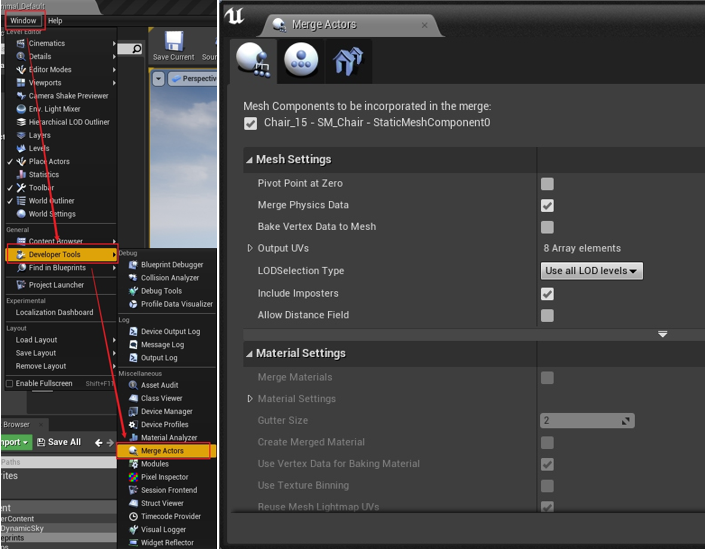 nimal_Default
Window Help
Level Editor
Cinematics
Details
Editor Modes
Viewports
Camera Shake Previewer
Env. Light Mixer
Hierarchical LOD Outliner
Layers
Levels
Place Actors
Statistics
Toolbar
World Outliner
World Settings
General
Content Browser
Developer Tools
Find in Blueprints
Project Launcher
Experimental
Localization Dashboard
Layout
Load Layout
Save Layout
Remove Layout
Enable Fullscreen Shift+F11
Save Current Sour
Perspective
Debug
Blueprint Debugger
Collision Analyzer
Debug Tools
Profile Data Visualizer
Log
Device Output Log
Message Log
Output Log
Miscellaneous
Asset Audit
Class Viewer
Device Manager
Device Profiles
Material Analyzer
Merge Actors
Modules
Pixel Inspector
Session Frontend
Struct Viewer
Timecode Provider
Visual Logger
Widget Reflector
Browser
mport Save All
Paths
rites
ent
erContent
DynamicSky
eprints
Merge Actors
Mesh Components to be incorporated in the merge:
Chair_15 - SM_Chair - StaticMeshComponent0
Mesh Settings
Pivot Point at Zero
Merge Physics Data
Bake Vertex Data to Mesh
Output UVs 8 Array elements
LODSelection Type Use all LOD levels
Include Imposters
Allow Distance Field
Material Settings
Merge Materials
Material Settings
Gutter Size 2
Create Merged Material
Use Vertex Data for Baking Material
Use Texture Binning
Reuse Mesh Lightmap UVs